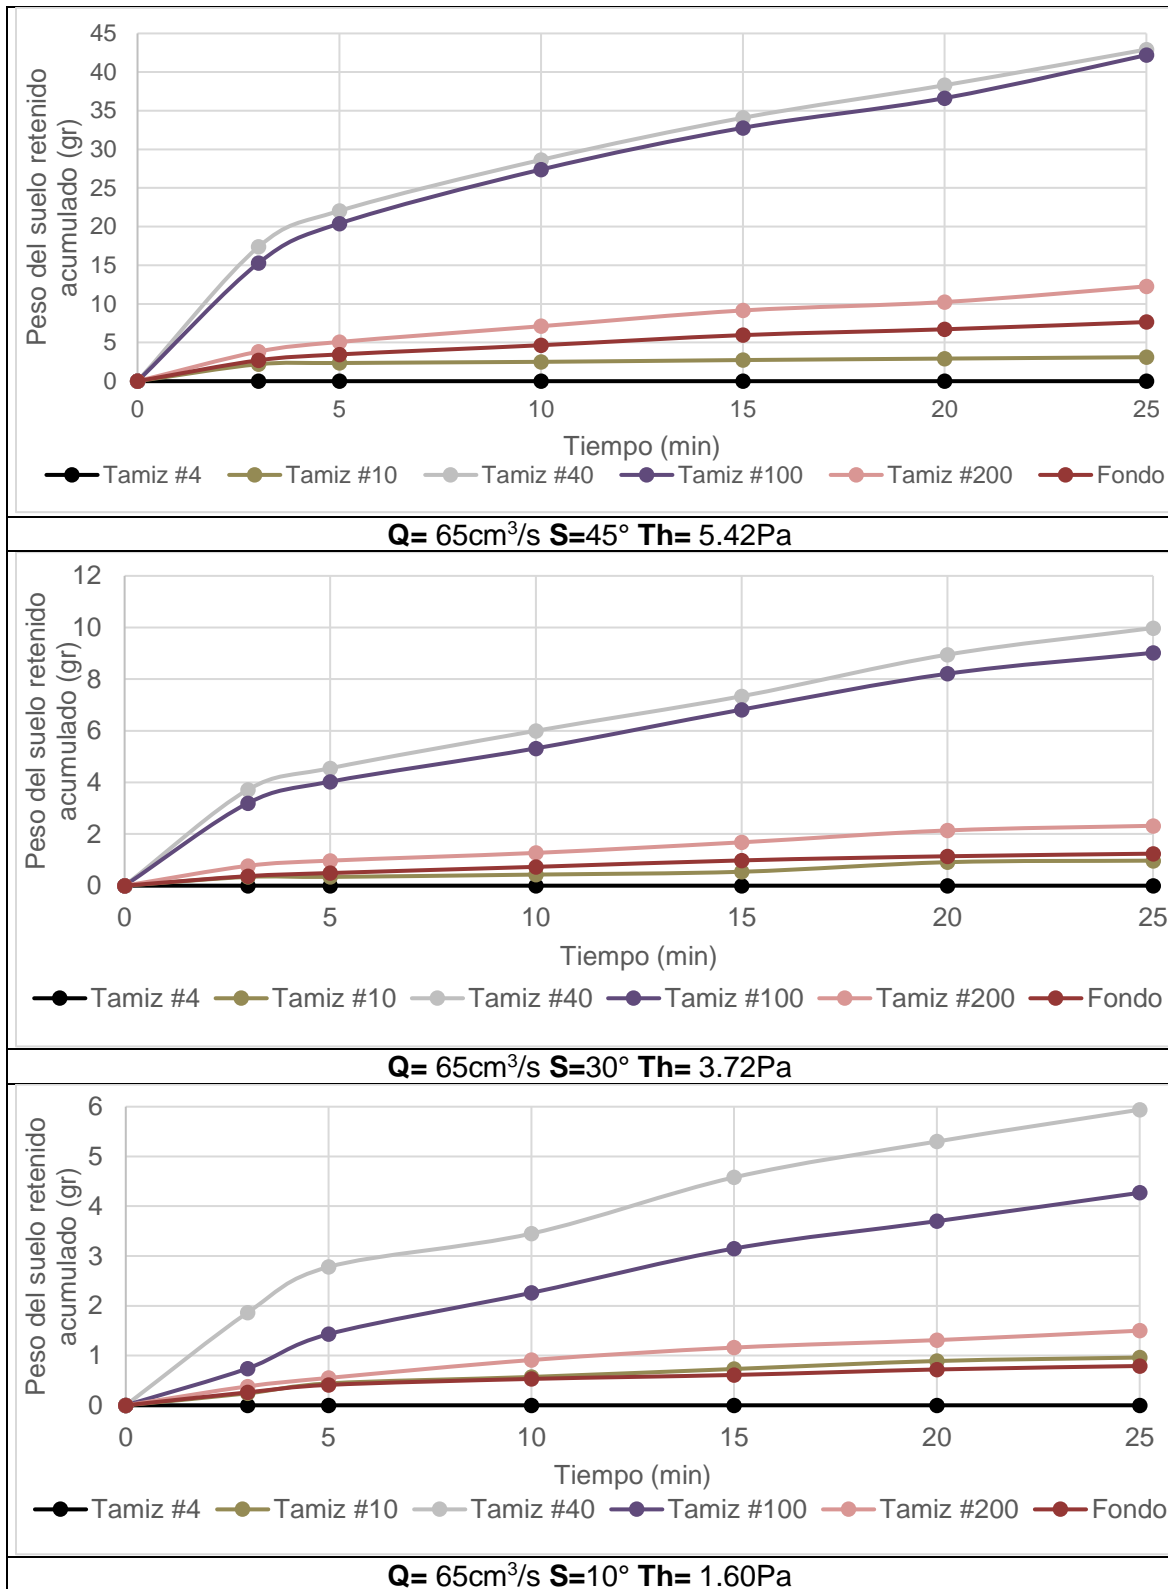 45
40
35
30
25
20
15
10
5
0
Peso del suelo retenido
acumulado (gr)
0 5 10 15 20 25
Tiempo (min)
Tamiz #4 Tamiz #10 Tamiz #40 Tamiz #100 Tamiz #200 Fondo
Q= 65cm³/s S=45° Th= 5.42Pa
12
10
8
6
4
2
0
Peso del suelo retenido
acumulado (gr)
0 5 10 15 20 25
Tiempo (min)
Tamiz #4 Tamiz #10 Tamiz #40 Tamiz #100 Tamiz #200 Fondo
Q= 65cm³/s S=30° Th= 3.72Pa
6
5
4
3
2
1
0
Peso del suelo retenido
acumulado (gr)
0 5 10 15 20 25
Tiempo (min)
Tamiz #4 Tamiz #10 Tamiz #40 Tamiz #100 Tamiz #200 Fondo
Q= 65cm³/s S=10° Th= 1.60Pa